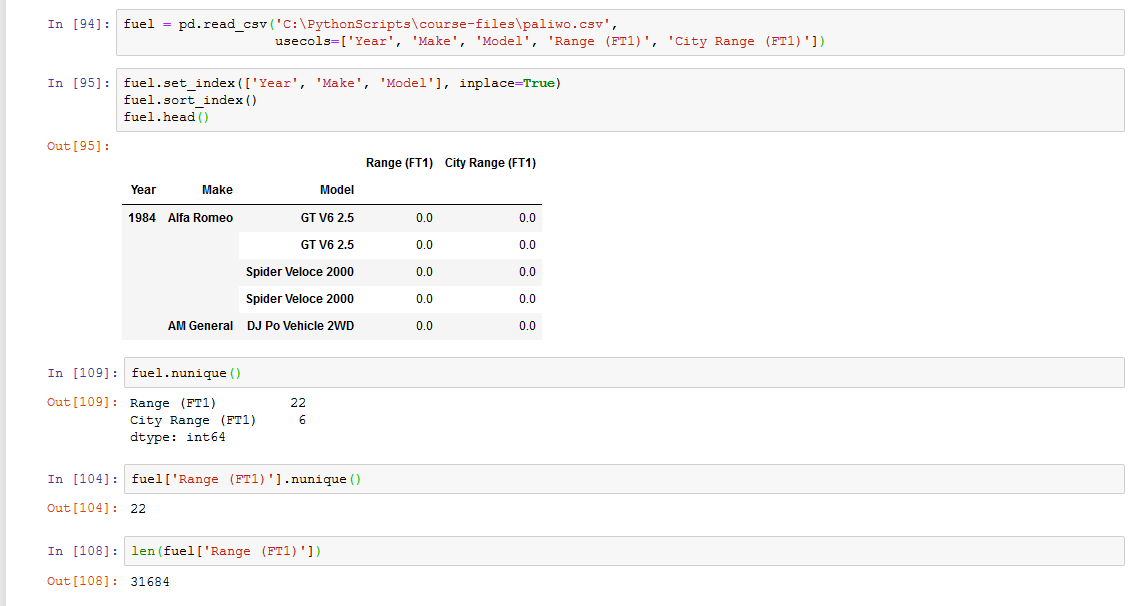 In [94]: fuel = pd.read_csv('C:\PythonScripts\course-files\paliwo.csv',
usecols=['Year', 'Make', 'Model', 'Range (FT1)', 'City Range (FT1)'])
In [95]: fuel.set_index(['Year', 'Make', 'Model'], inplace=True)
fuel.sort_index()
fuel.head()
Out[95]:
Range (FT1) City Range (FT1)
Year Make Model
1984 Alfa Romeo GT V6 2.5 0.0 0.0
GT V6 2.5 0.0 0.0
Spider Veloce 2000 0.0 0.0
Spider Veloce 2000 0.0 0.0
AM General DJ Po Vehicle 2WD 0.0 0.0
In [109]: fuel.nunique()
Out[109]: Range (FT1) 22
City Range (FT1) 6
dtype: int64
In [104]: fuel['Range (FT1)'].nunique()
Out[104]: 22
In [108]: len(fuel['Range (FT1)'])
Out[108]: 31684